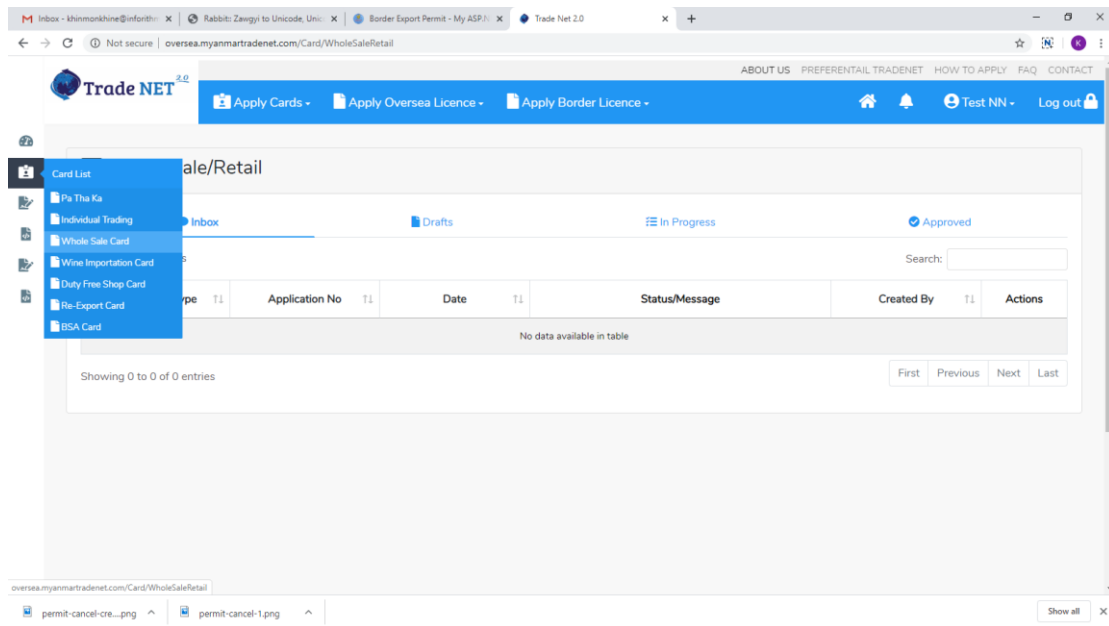 Inbox - khinmonkhine@inforithm
Rabbit: Zawgyi to Unicode, Unic
Border Export Permit - My ASP.N
Trade Net 2.0
Not secure | oversea.myanmartradenet.com/Card/WholeSaleRetail
K
ABOUT US PREFERENTAIL TRADENET HOW TO APPLY FAQ CONTACT
Trade NET 2.0
Apply Cards Apply Oversea Licence Apply Border Licence Test NN Log out
ale/Retail
Card List
Pa Tha Ka
Individual Trading
Whole Sale Card
Wine Importation Card
Duty Free Shop Card
Re-Export Card
BSA Card
Inbox Drafts In Progress Approved
s Search:
ype Application No Date Status/Message Created By Actions
No data available in table
Showing 0 to 0 of 0 entries First Previous Next Last
oversea.myanmartradenet.com/Card/WholeSaleRetail
permit-cancel-cre....png permit-cancel-1.png Show all